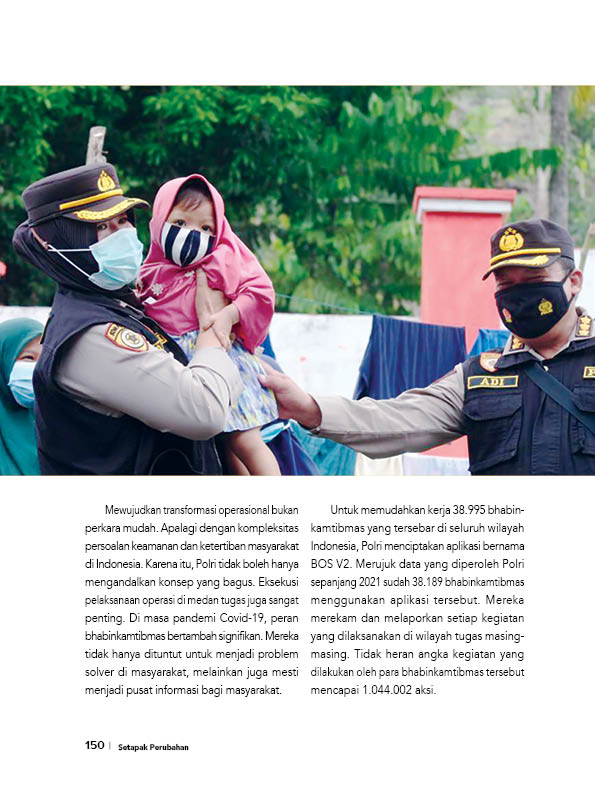 ADI
Mewujudkan transformasi operasional bukan
perkara mudah. Apalagi dengan kompleksitas
persoalan keamanan dan ketertiban masyarakat
di Indonesia. Karena itu, Polri tidak boleh hanya
mengandalkan konsep yang bagus. Eksekusi
pelaksanaan operasi di medan tugas juga sangat
penting. Di masa pandemi Covid-19, peran
bhabinkamtibmas bertambah signifikan. Mereka
tidak hanya dituntut untuk menjadi problem
solver di masyarakat, melainkan juga mesti
menjadi pusat informasi bagi masyarakat.
Untuk memudahkan kerja 38.995 bhabin-
kamtibmas yang tersebar di seluruh wilayah
Indonesia, Polri menciptakan aplikasi bernama
BOS V2. Merujuk data yang diperoleh Polri
sepanjang 2021 sudah 38.189 bhabinkamtibmas
menggunakan aplikasi tersebut. Mereka
merekam dan melaporkan setiap kegiatan
yang dilaksanakan di wilayah tugas masing-
masing. Tidak heran angka kegiatan yang
dilakukan oleh para bhabinkamtibmas tersebut
mencapai 1.044.002 aksi.
150 | Setapak Perubahan